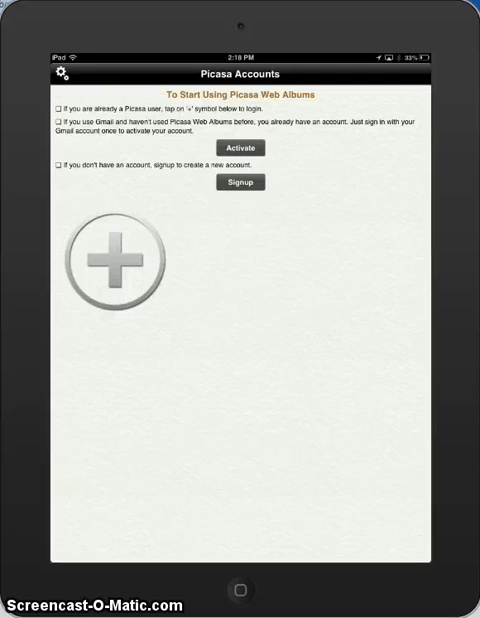 iPad 2:18 PM 33%
Picasa Accounts
To Start Using Picasa Web Albums
❑ If you are already a Picasa user, tap on '+' symbol below to login.
❑ If you use Gmail and haven't used Picasa Web Albums before, you already have an account. Just sign in with your
Gmail account once to activate your account.
Activate
❑ If you don't have an account, signup to create a new account.
Signup
Screencast-O-Matic.com